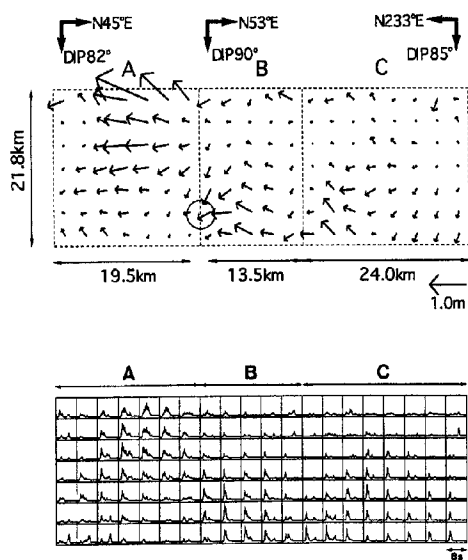 N45°E N53°E N233°E
DIP82° DIP90° DIP85°
A B C
21.8km
19.5km 13.5km 24.0km
1.0m
A B C
8s